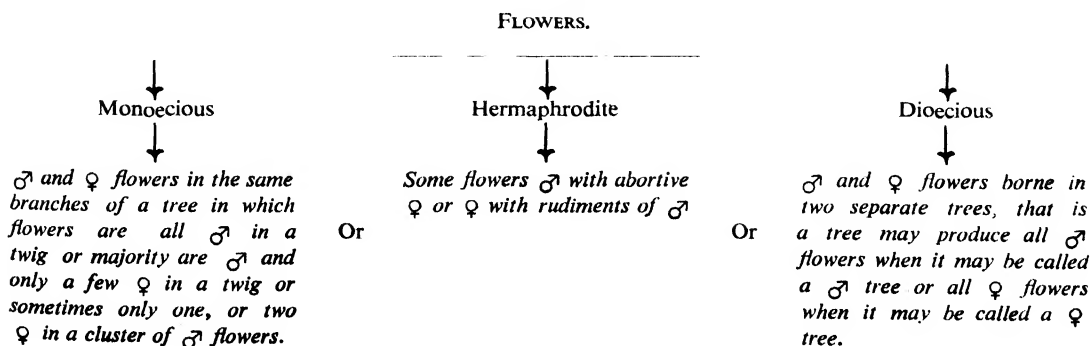 FLOWERS.
Monoecious
♂ and ♀ flowers in the same
branches of a tree in which
flowers are all ♂ in a
twig or majority are ♂ and
only a few ♀ in a twig or
sometimes only one, or two
♀ in a cluster of ♂ flowers.
Or
Hermaphrodite
Some flowers ♂ with abortive
♀ or ♀ with rudiments of ♂
Or
Dioecious
♂ and ♀ flowers borne in
two separate trees, that is
a tree may produce all ♂
flowers when it may be called
a ♂ tree or all ♀ flowers
when it may be called a ♀
tree.